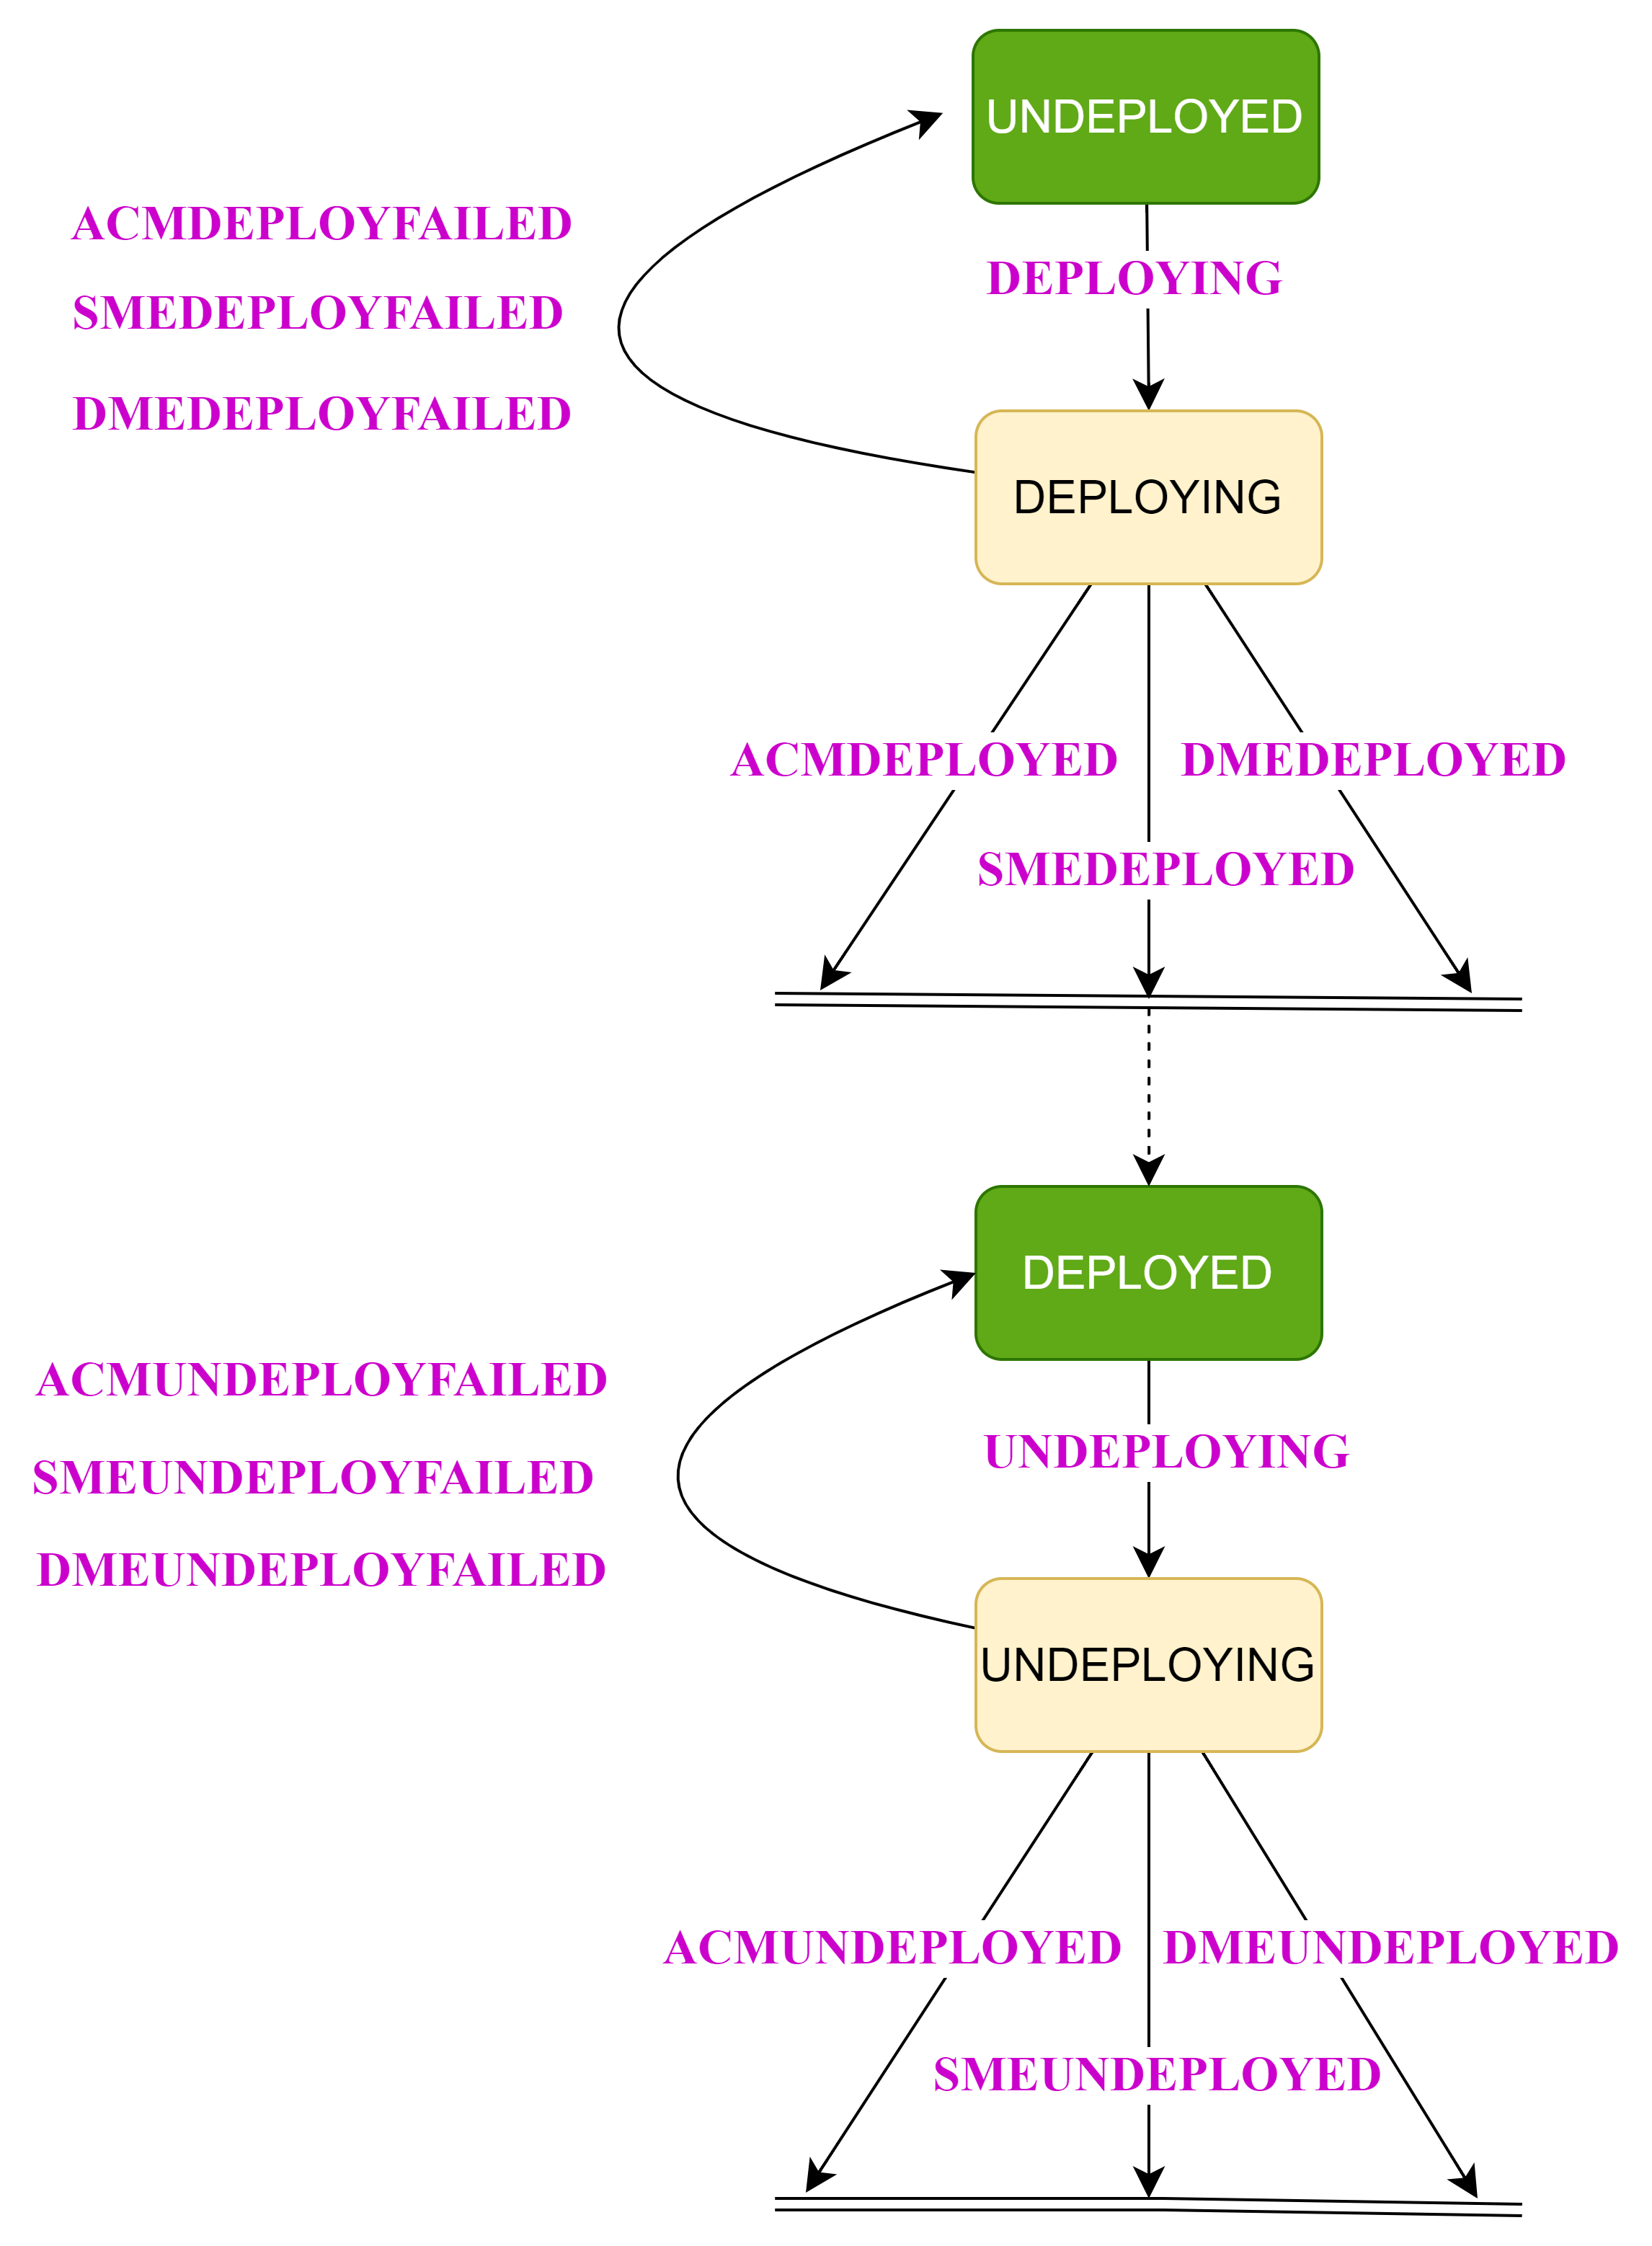 UNDEPLOYED
ACMDEPLOYFAILED
DEPLOYING
SMEDEPLOYFAILED
DMEDEPLOYFAILED
DEPLOYING
ACMDEPLOYED
DMEDEPLOYED
SMEDEPLOYED
DEPLOYED
ACMUNDEPLOYFAILED
UNDEPLOYING
SMEUNDEPLOYFAILED
DMEUNDEPLOYFAILED
UNDEPLOYING
ACMUNDEPLOYED
DMEUNDEPLOYED
SMEUNDEPLOYED